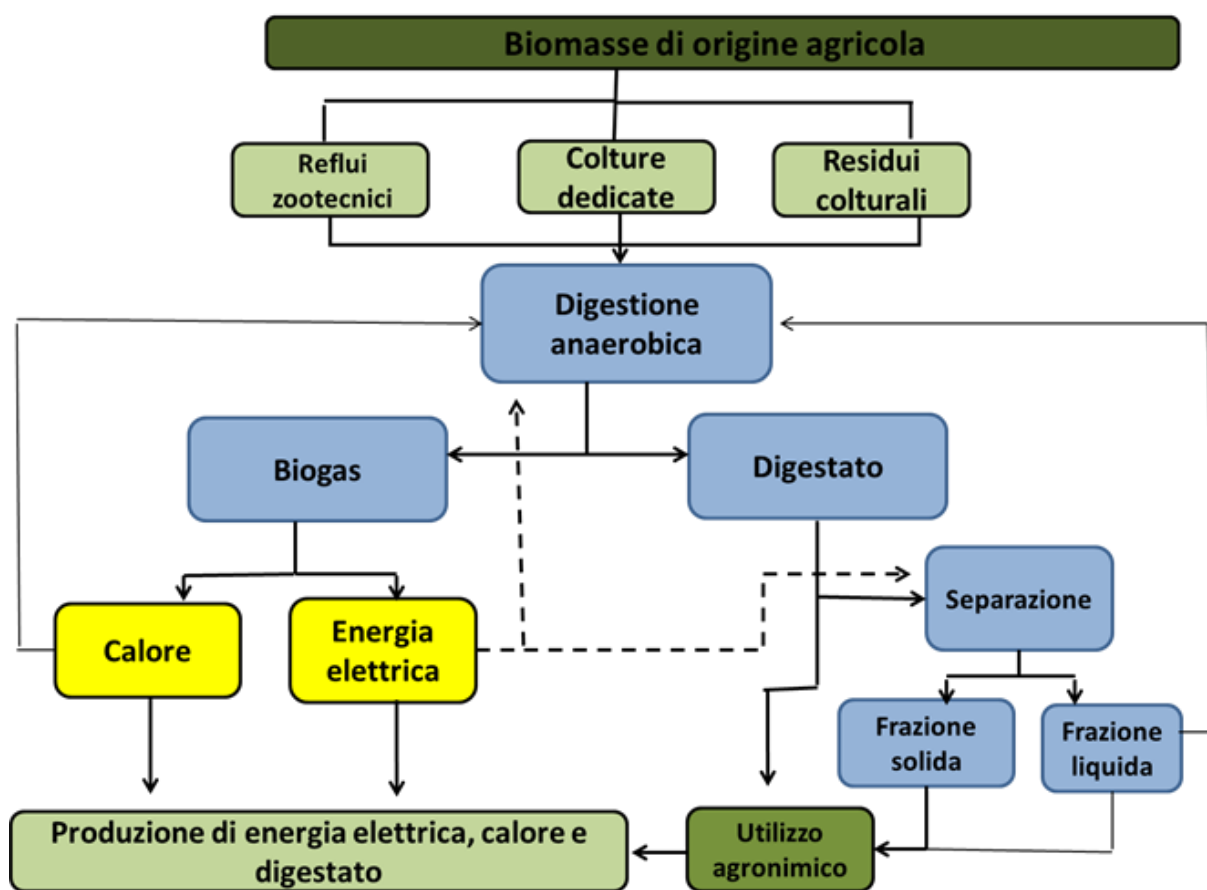 Biomasse di origine agricola
Reflui
zootecnici
Colture
dedicate
Residui
colturali
Digestione
anaerobica
Biogas
Digestato
Separazione
Calore
Energia
elettrica
Frazione
solida
Frazione
liquida
Produzione di energia elettrica, calore e
digestato
Utilizzo
agronimico